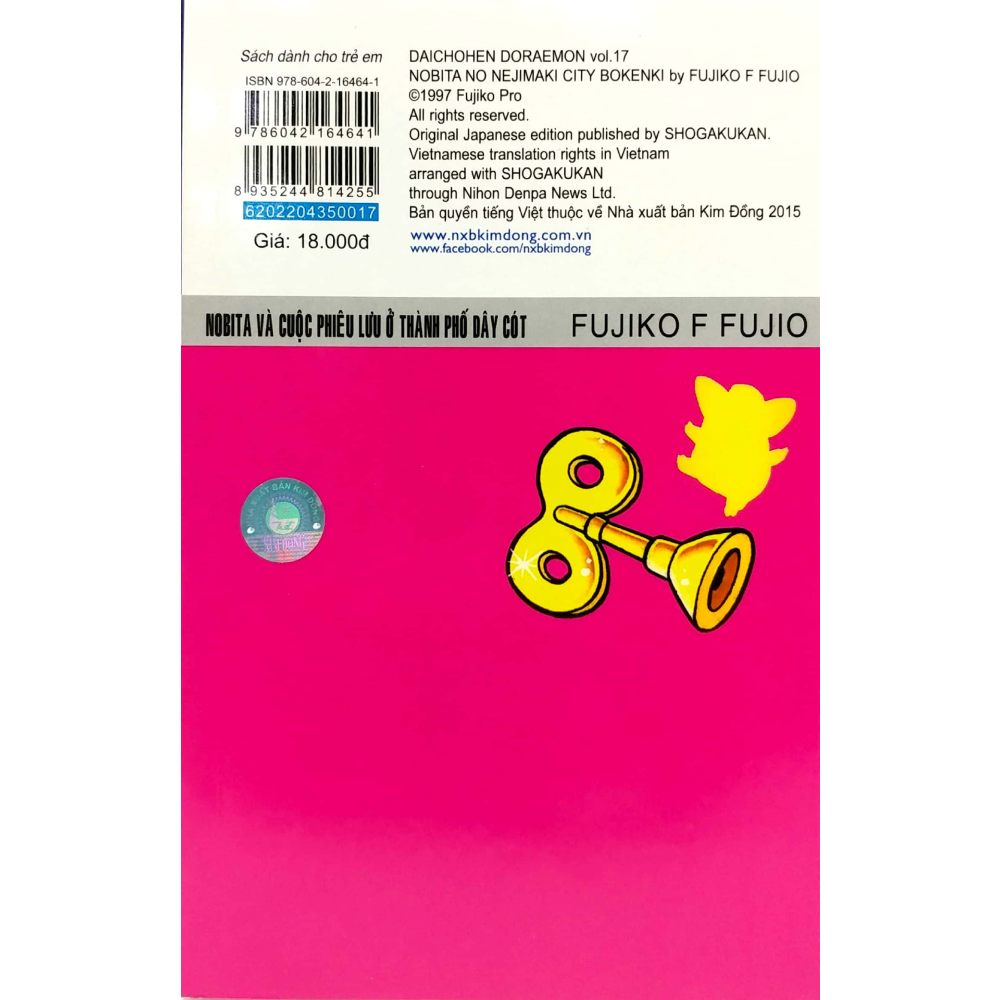 Sách dành cho trẻ em
ISBN 978-604-2-16464-1
9 786042 164641
8 935244 814255
6202204350017
Giá: 18.000đ
DAICHOHEN DORAEMON vol.17
NOBITA NO NEJIMAKI CITY BOKENKI by FUJIKO F FUJIO
©1997 Fujiko Pro
All rights reserved.
Original Japanese edition published by SHOGAKUKAN.
Vietnamese translation rights in Vietnam
arranged with SHOGAKUKAN
through Nihon Denpa News Ltd.
Bản quyền tiếng Việt thuộc về Nhà xuất bản Kim Đồng 2015
www.nxbkimdong.com.vn
www.facebook.com/nxbkimdong
NOBITA VÀ CUỘC PHIÊU LƯU Ở THÀNH PHỐ DÂY CÓT
FUJIKO F FUJIO